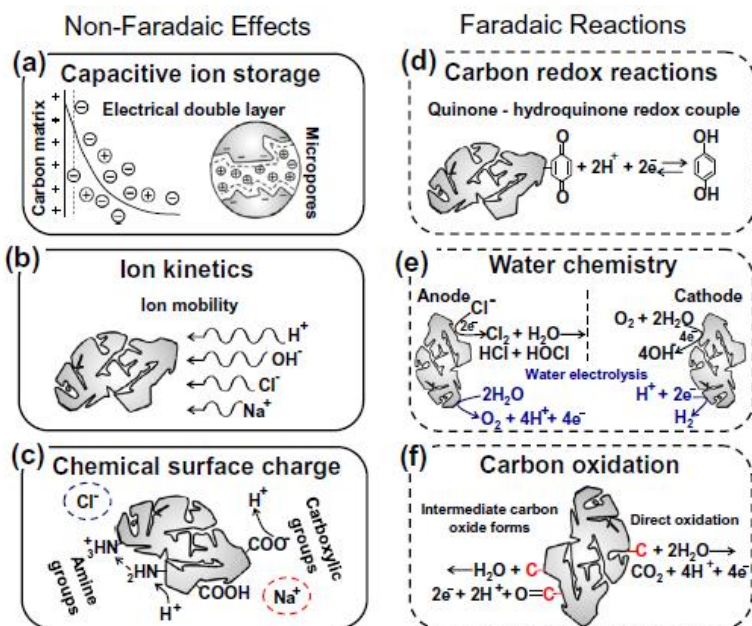 Non-Faradaic Effects
Faradaic Reactions
(a)
Capacitive ion storage
Electrical double layer
Carbon matrix
Micropores
(b)
Ion kinetics
Ion mobility
H⁺
OH⁻
Cl⁻
Na⁺
(c)
Chemical surface charge
Cl⁻
H⁺
Carboxylic groups
⁺₃HN
COO⁻
Amine groups
₂HN
H⁺
COOH
Na⁺
(d)
Carbon redox reactions
Quinone - hydroquinone redox couple
O
OH
+ 2H⁺ + 2e⁻
O
OH
(e)
Water chemistry
Anode
Cathode
Cl⁻
2e⁻
Cl₂ + H₂O
HCl + HOCl
O₂ + 2H₂O
4e⁻
4OH⁻
Water electrolysis
2H₂O
O₂ + 4H⁺ + 4e⁻
H⁺ + 2e⁻
H₂
(f)
Carbon oxidation
Intermediate carbon
oxide forms
Direct oxidation
C + 2H₂O
CO₂ + 4H⁺ + 4e⁻
H₂O + C
2e⁻ + 2H⁺ + O=C